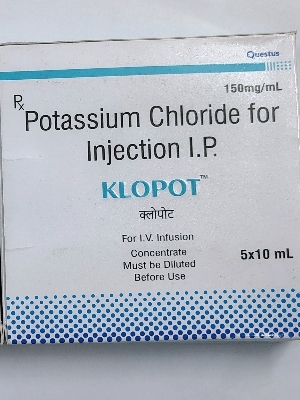 Questus
150mg/mL
Rx
Potassium Chloride for
Injection I.P.
KLOPOT™
क्लोपोट
For I.V. Infusion
Concentrate
Must be Diluted
Before Use
5x10 mL